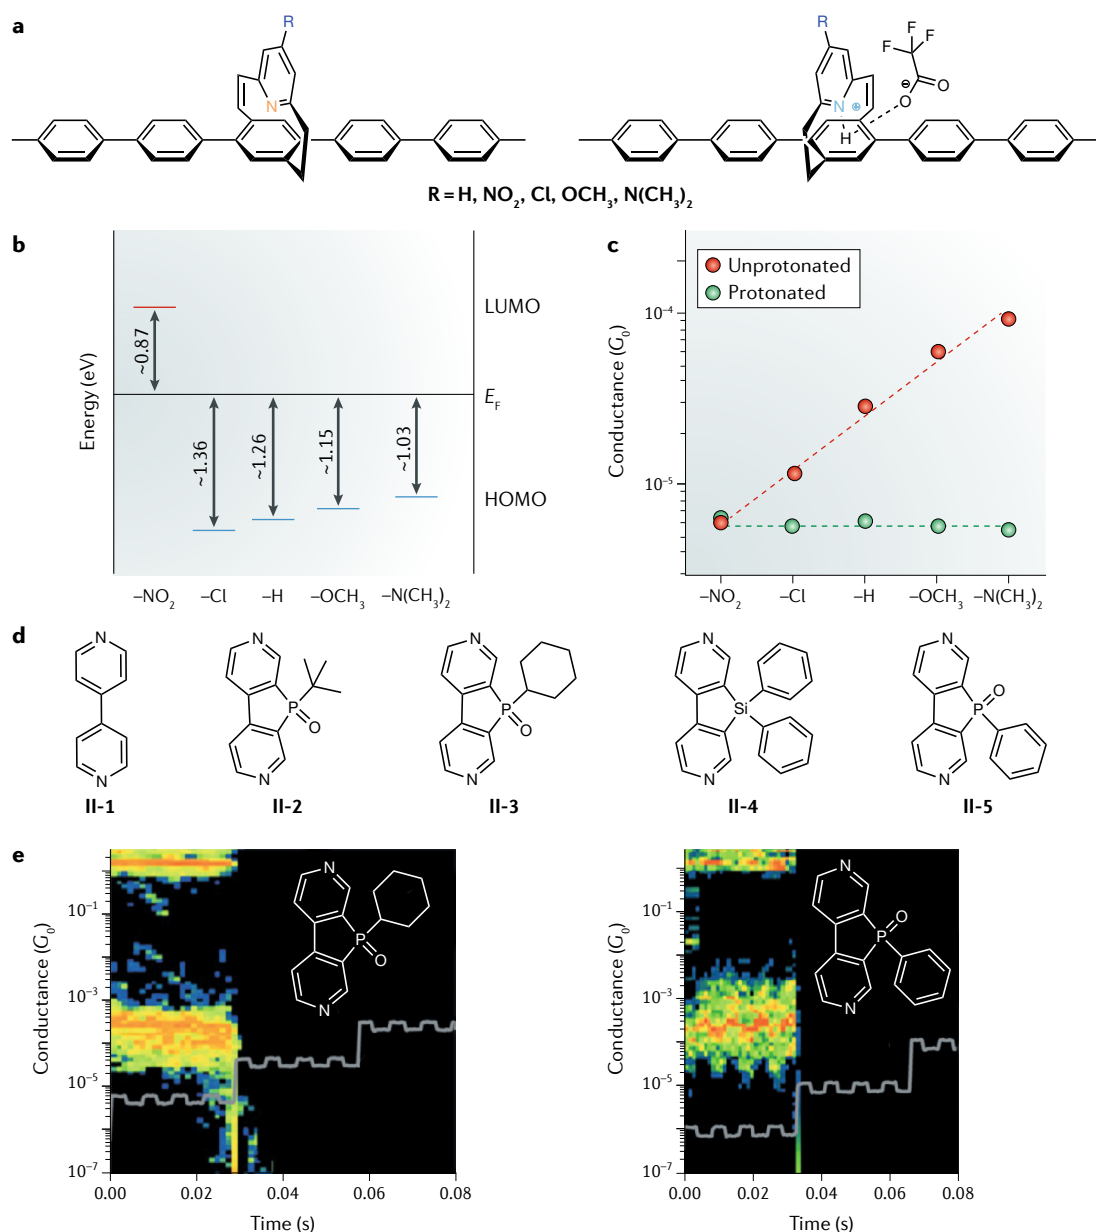 a
R
N
R
N ⊕
H
⊖
O
O
F
F
F
R = H, NO₂, Cl, OCH₃, N(CH₃)₂
b
Energy (eV)
~0.87
~1.36
~1.26
~1.15
~1.03
LUMO
E_F
HOMO
–NO₂ –Cl –H –OCH₃ –N(CH₃)₂
c
Unprotonated
Protonated
Conductance (G₀)
10⁻⁴
10⁻⁵
–NO₂ –Cl –H –OCH₃ –N(CH₃)₂
d
N
N
II-1
N
P
O
N
II-2
N
P
O
N
II-3
N
Si
N
II-4
N
O
P
N
II-5
e
Conductance (G₀)
10⁻¹
10⁻³
10⁻⁵
10⁻⁷
N
P
O
N
0.00 0.02 0.04 0.06 0.08
Time (s)
Conductance (G₀)
10⁻¹
10⁻³
10⁻⁵
10⁻⁷
N
O
P
N
0.00 0.02 0.04 0.06 0.08
Time (s)